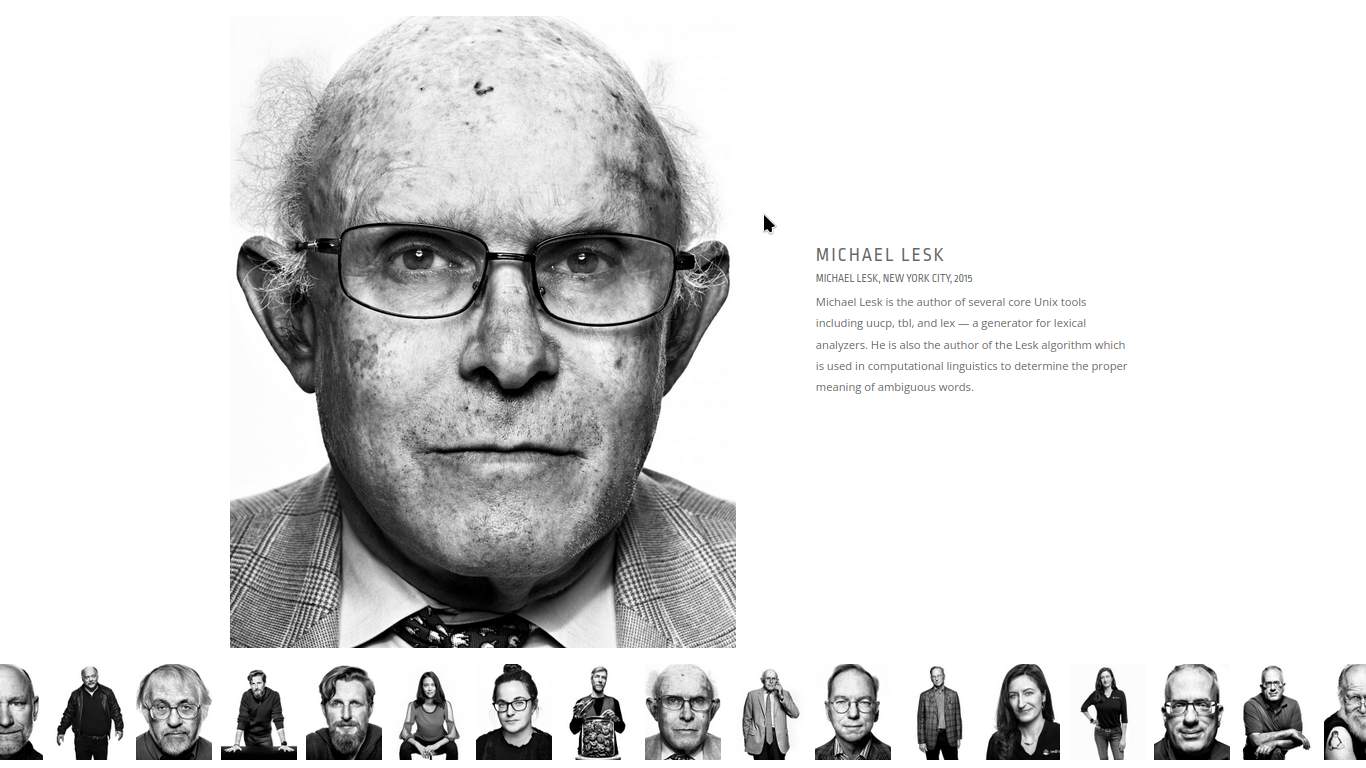 MICHAEL LESK
MICHAEL LESK, NEW YORK CITY, 2015
Michael Lesk is the author of several core Unix tools
including uucp, tbl, and lex — a generator for lexical
analyzers. He is also the author of the Lesk algorithm which
is used in computational linguistics to determine the proper
meaning of ambiguous words.